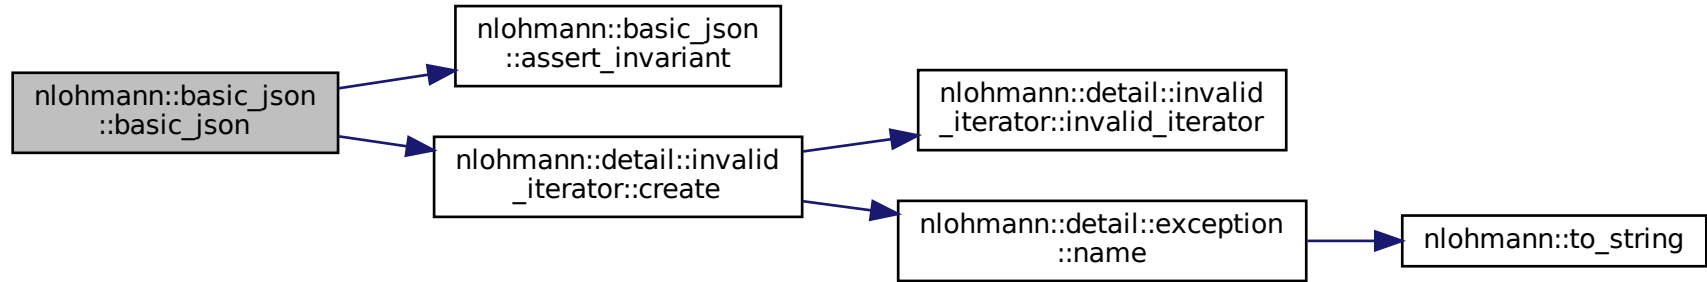 nlohmann::basic_json
::basic_json
nlohmann::basic_json
::assert_invariant
nlohmann::detail::invalid
_iterator::create
nlohmann::detail::invalid
_iterator::invalid_iterator
nlohmann::detail::exception
::name
nlohmann::to_string